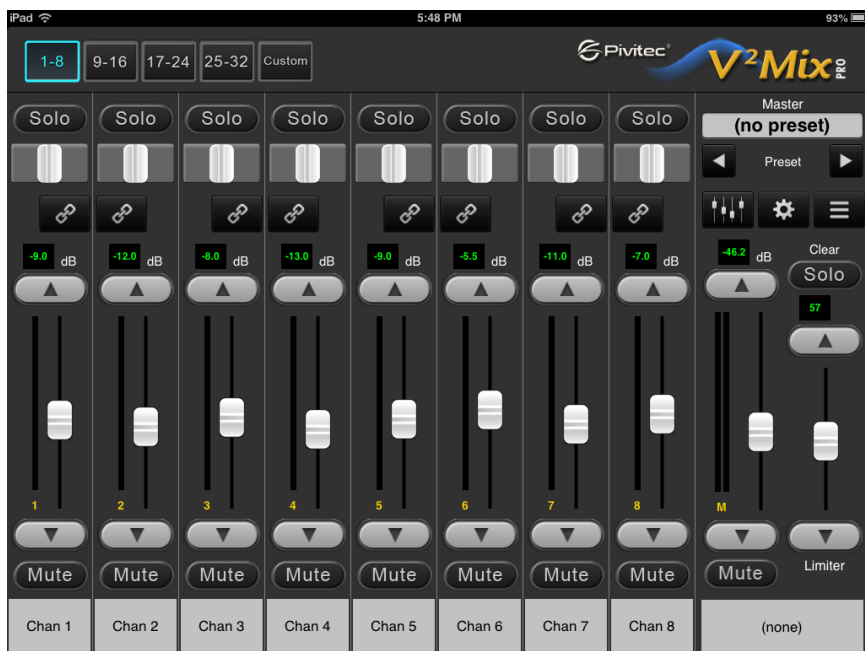 iPad 5:48 PM 93%
1-8 9-16 17-24 25-32 Custom Pivitec V²Mix PRO
Solo Solo Solo Solo Solo Solo Solo Solo Master
(no preset)
Preset
-9.0 dB -12.0 dB -8.0 dB -13.0 dB -9.0 dB -5.5 dB -11.0 dB -7.0 dB -46.2 dB Clear
Solo
57
1 2 3 4 5 6 7 8 M
Mute Mute Mute Mute Mute Mute Mute Mute Mute Limiter
Chan 1 Chan 2 Chan 3 Chan 4 Chan 5 Chan 6 Chan 7 Chan 8 (none)